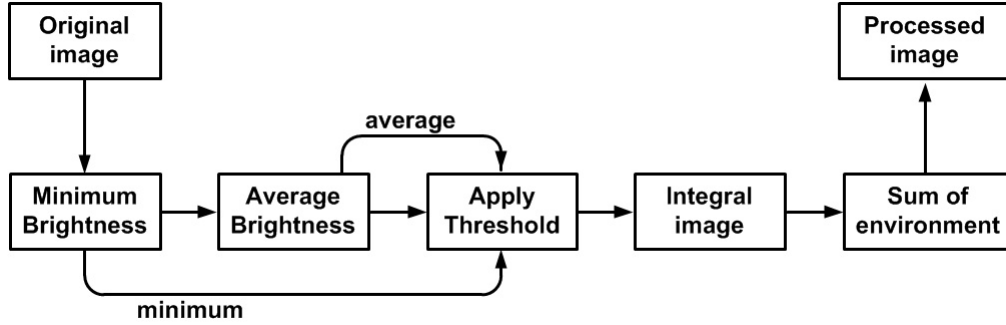 Original
image
Processed
image
average
Minimum
Brightness
Average
Brightness
Apply
Threshold
Integral
image
Sum of
environment
minimum